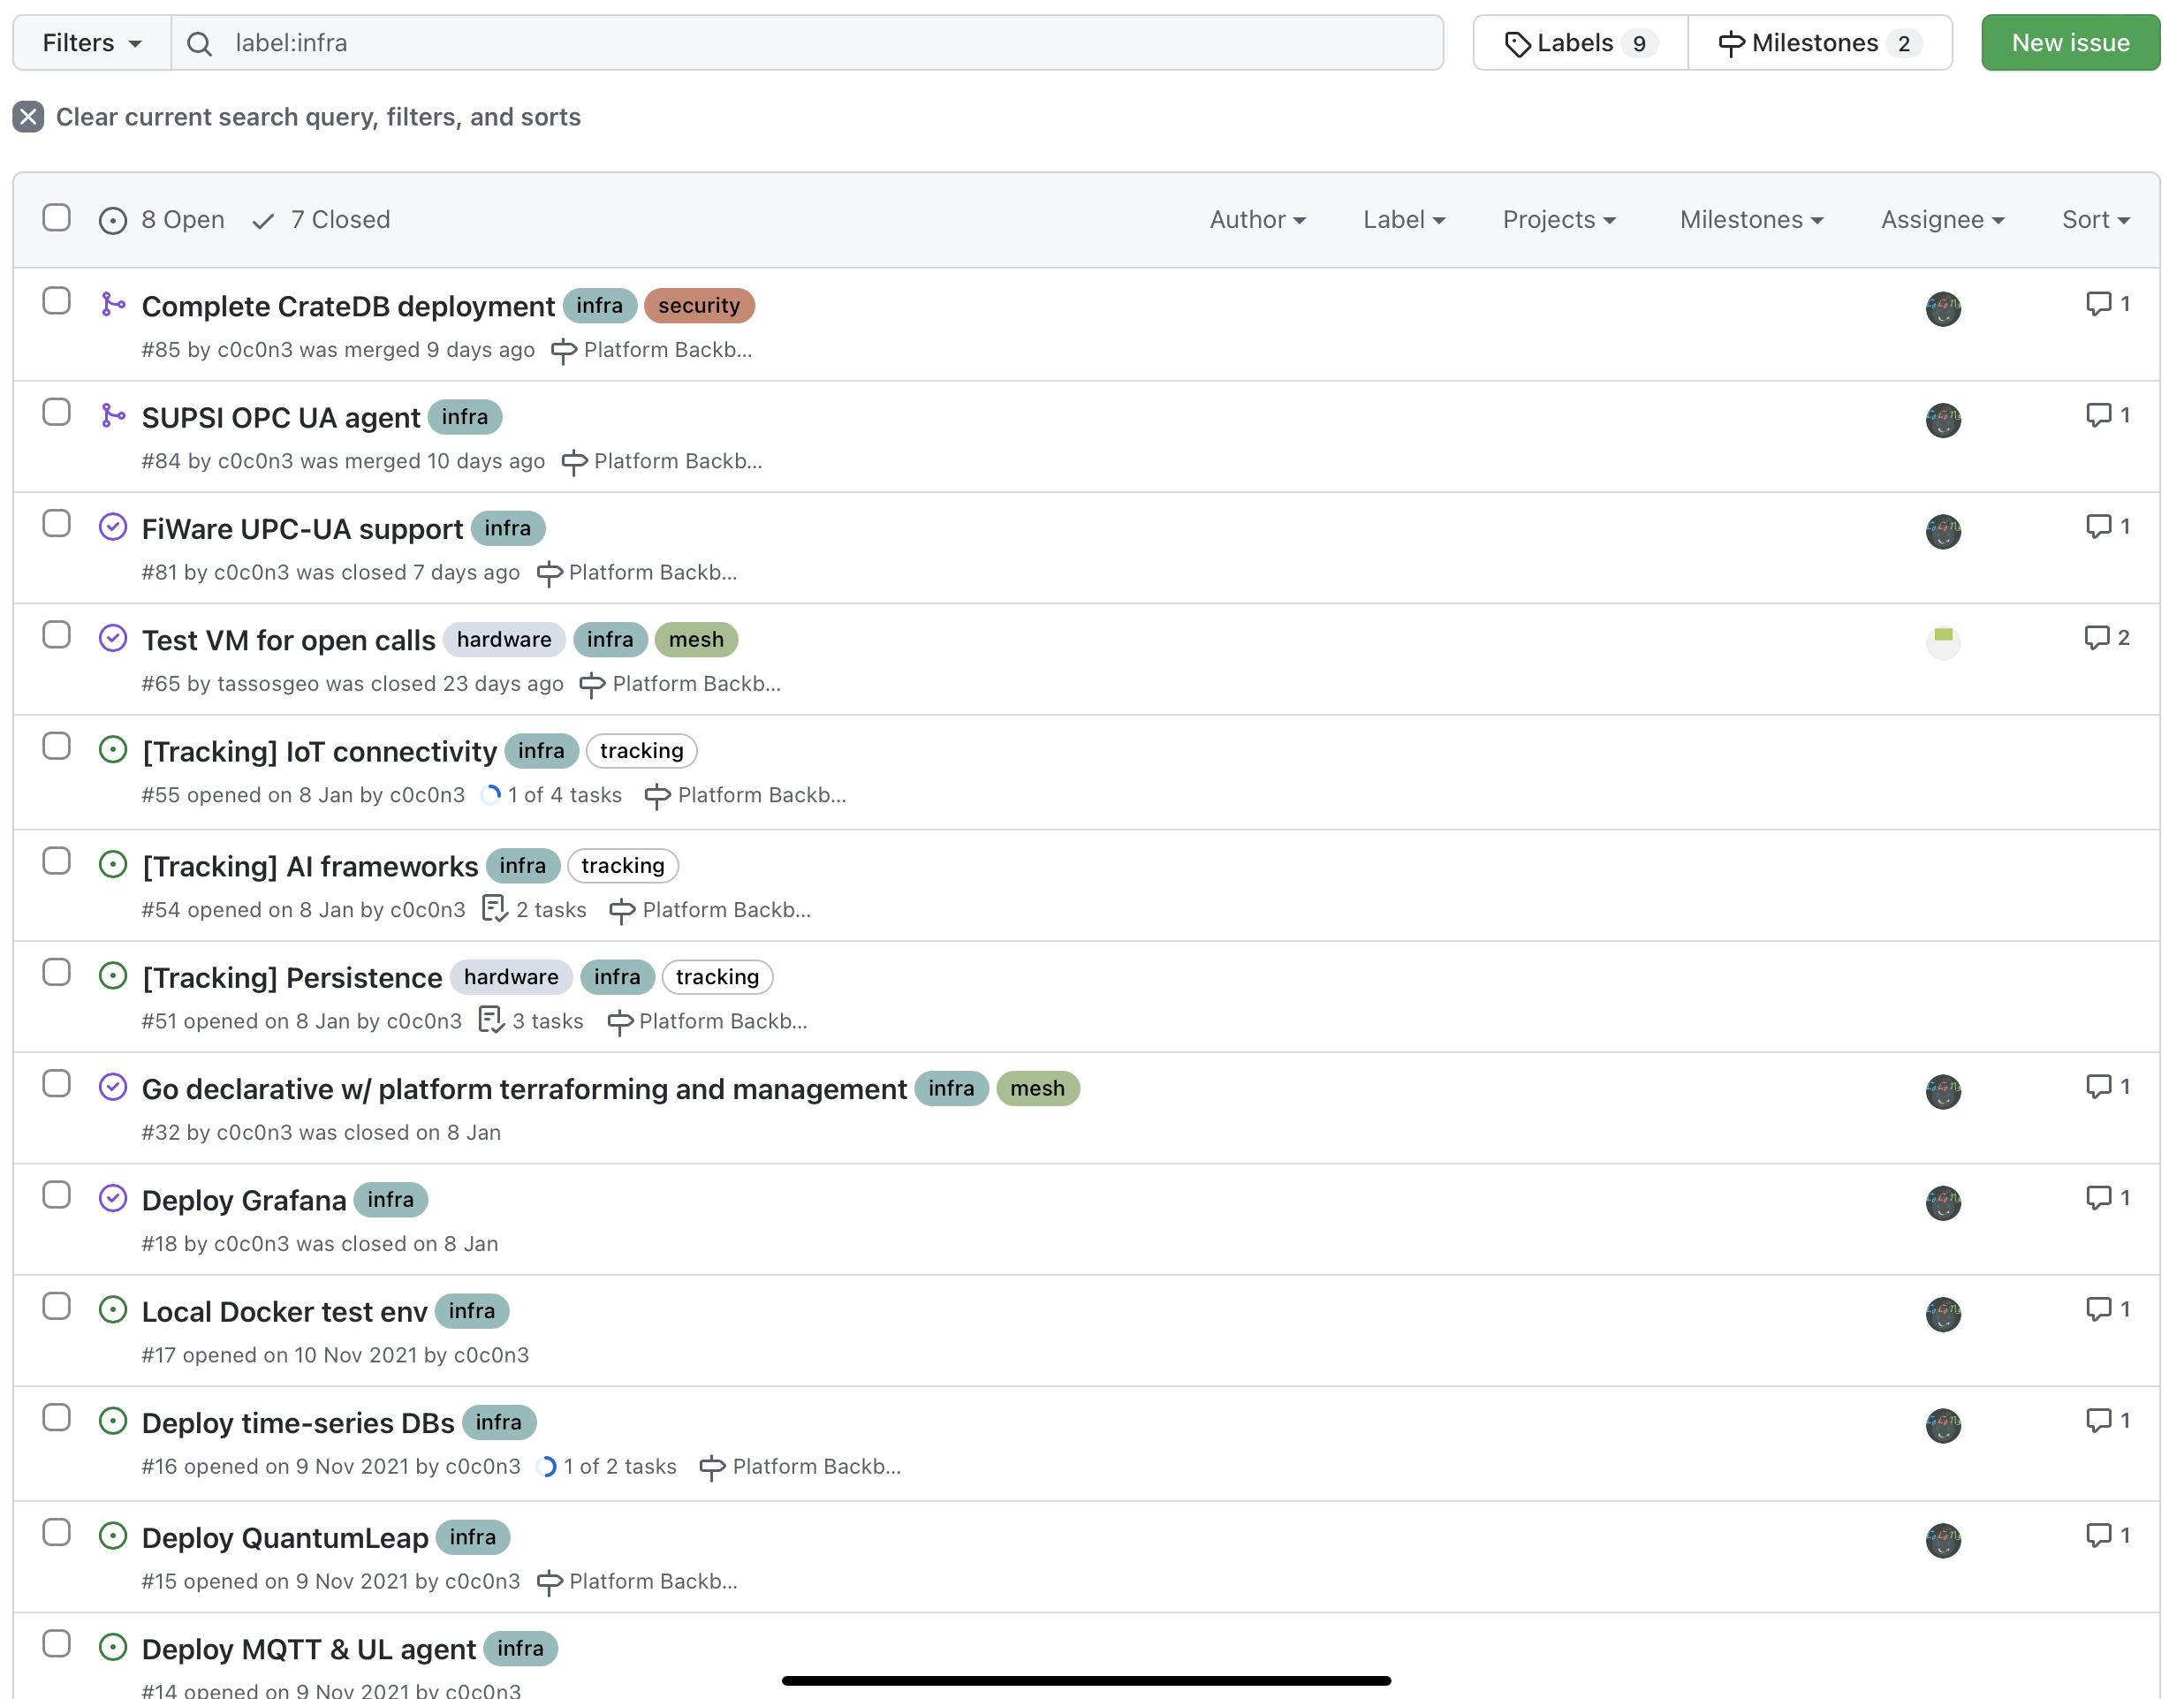 Filters label:infra Labels 9 Milestones 2 New issue
Clear current search query, filters, and sorts
8 Open 7 Closed Author Label Projects Milestones Assignee Sort
Complete CrateDB deployment infra security 1
#85 by c0c0n3 was merged 9 days ago Platform Backb...
SUPSI OPC UA agent infra 1
#84 by c0c0n3 was merged 10 days ago Platform Backb...
FiWare UPC-UA support infra 1
#81 by c0c0n3 was closed 7 days ago Platform Backb...
Test VM for open calls hardware infra mesh 2
#65 by tassosgeo was closed 23 days ago Platform Backb...
[Tracking] IoT connectivity infra tracking
#55 opened on 8 Jan by c0c0n3 1 of 4 tasks Platform Backb...
[Tracking] AI frameworks infra tracking
#54 opened on 8 Jan by c0c0n3 2 tasks Platform Backb...
[Tracking] Persistence hardware infra tracking
#51 opened on 8 Jan by c0c0n3 3 tasks Platform Backb...
Go declarative w/ platform terraforming and management infra mesh 1
#32 by c0c0n3 was closed on 8 Jan
Deploy Grafana infra 1
#18 by c0c0n3 was closed on 8 Jan
Local Docker test env infra 1
#17 opened on 10 Nov 2021 by c0c0n3
Deploy time-series DBs infra 1
#16 opened on 9 Nov 2021 by c0c0n3 1 of 2 tasks Platform Backb...
Deploy QuantumLeap infra 1
#15 opened on 9 Nov 2021 by c0c0n3 Platform Backb...
Deploy MQTT & UL agent infra
#14 opened on 9 Nov 2021 by c0c0n3